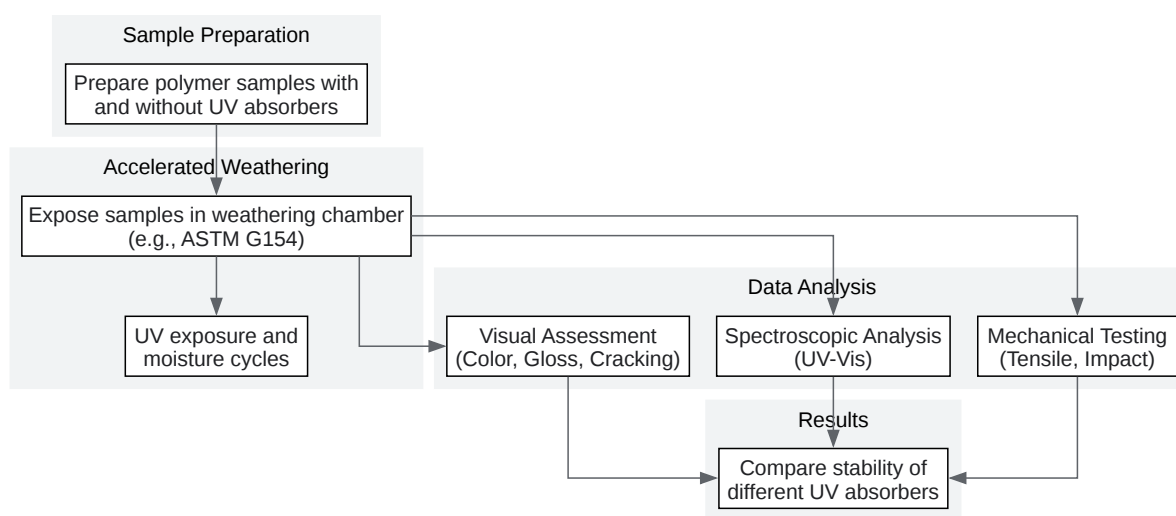 Sample Preparation
Prepare polymer samples with
and without UV absorbers
Accelerated Weathering
Expose samples in weathering chamber
(e.g., ASTM G154)
UV exposure and
moisture cycles
Data Analysis
Visual Assessment
(Color, Gloss, Cracking)
Spectroscopic Analysis
(UV-Vis)
Mechanical Testing
(Tensile, Impact)
Results
Compare stability of
different UV absorbers